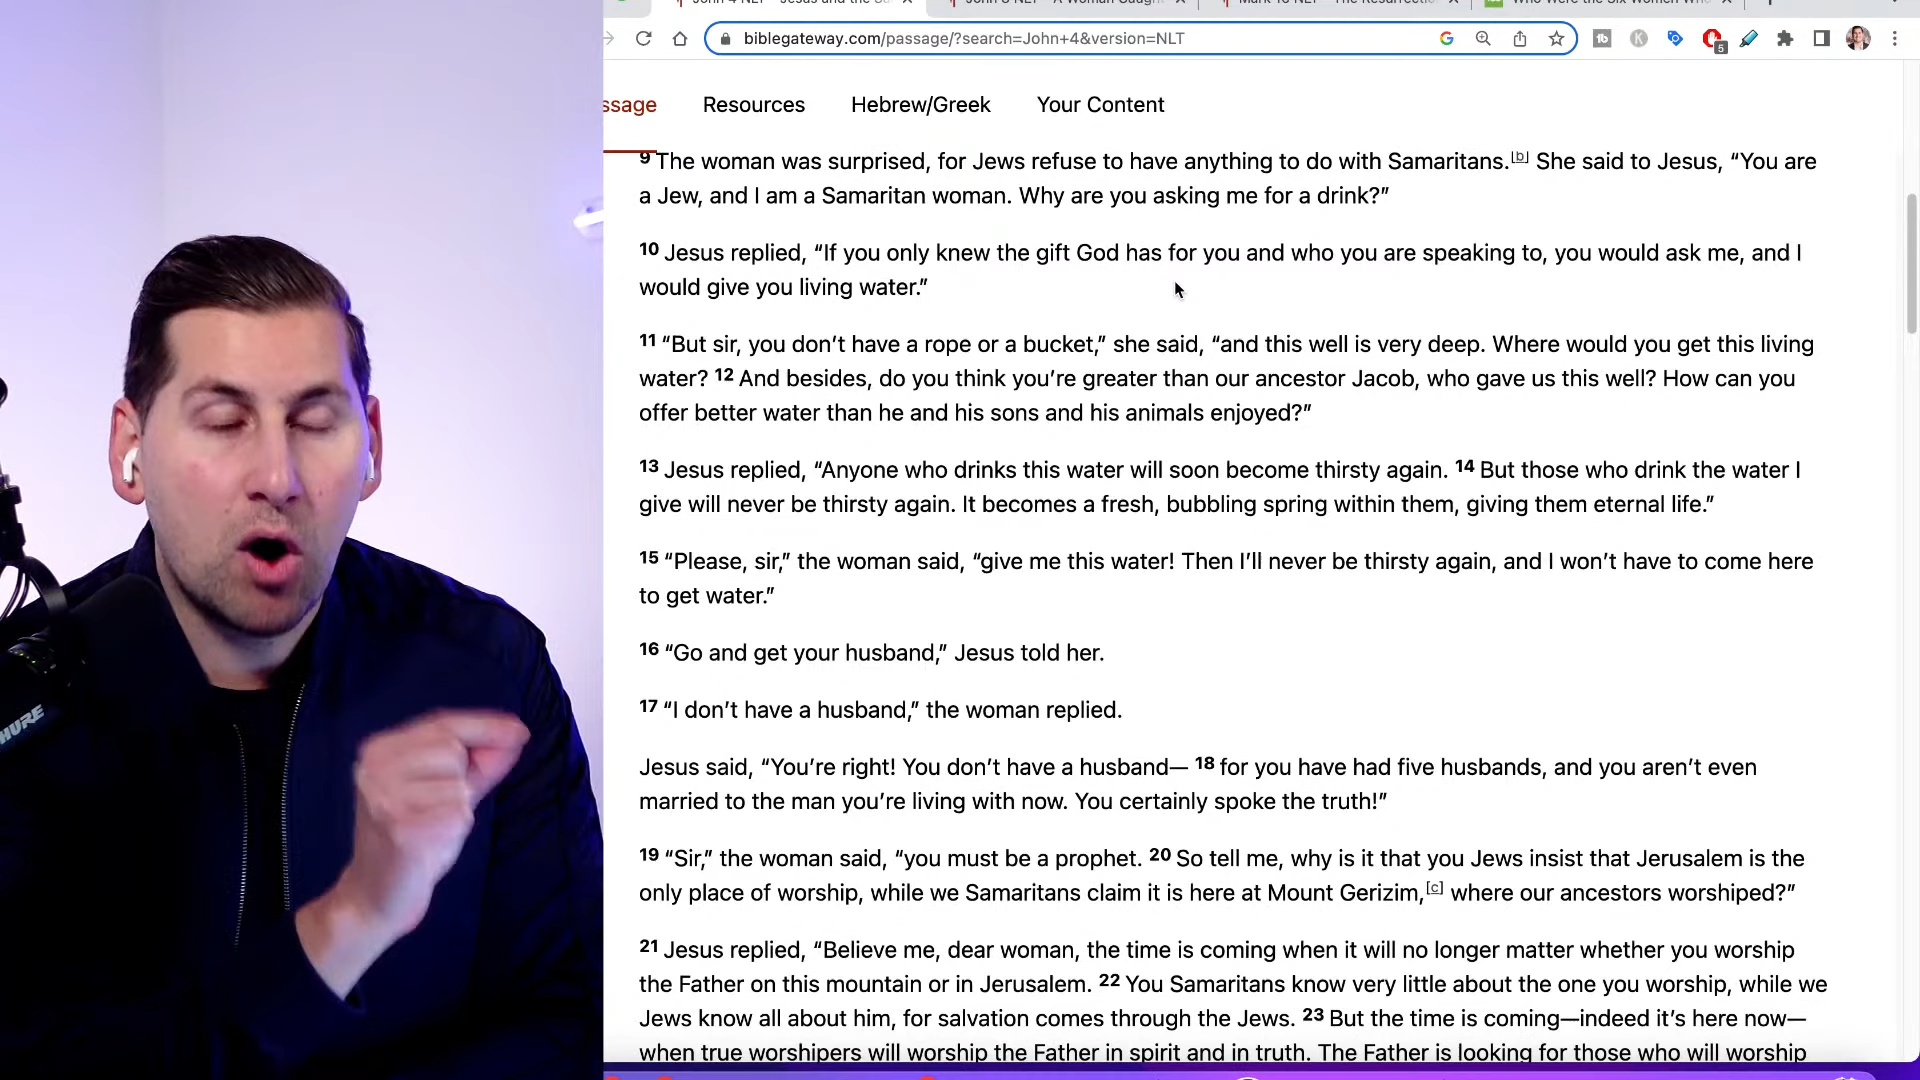 biblegateway.com/passage/?search=John+4&version=NLT
5
ssage Resources Hebrew/Greek Your Content
9 The woman was surprised, for Jews refuse to have anything to do with Samaritans.[b] She said to Jesus, “You are
a Jew, and I am a Samaritan woman. Why are you asking me for a drink?”
10 Jesus replied, “If you only knew the gift God has for you and who you are speaking to, you would ask me, and I
would give you living water.”
11 “But sir, you don’t have a rope or a bucket,” she said, “and this well is very deep. Where would you get this living
water? 12 And besides, do you think you’re greater than our ancestor Jacob, who gave us this well? How can you
offer better water than he and his sons and his animals enjoyed?”
13 Jesus replied, “Anyone who drinks this water will soon become thirsty again. 14 But those who drink the water I
give will never be thirsty again. It becomes a fresh, bubbling spring within them, giving them eternal life.”
15 “Please, sir,” the woman said, “give me this water! Then I’ll never be thirsty again, and I won’t have to come here
to get water.”
16 “Go and get your husband,” Jesus told her.
17 “I don’t have a husband,” the woman replied.
Jesus said, “You’re right! You don’t have a husband— 18 for you have had five husbands, and you aren’t even
married to the man you’re living with now. You certainly spoke the truth!”
19 “Sir,” the woman said, “you must be a prophet. 20 So tell me, why is it that you Jews insist that Jerusalem is the
only place of worship, while we Samaritans claim it is here at Mount Gerizim,[c] where our ancestors worshiped?”
21 Jesus replied, “Believe me, dear woman, the time is coming when it will no longer matter whether you worship
the Father on this mountain or in Jerusalem. 22 You Samaritans know very little about the one you worship, while we
Jews know all about him, for salvation comes through the Jews. 23 But the time is coming—indeed it’s here now—
when true worshipers will worship the Father in spirit and in truth. The Father is looking for those who will worship
HURE